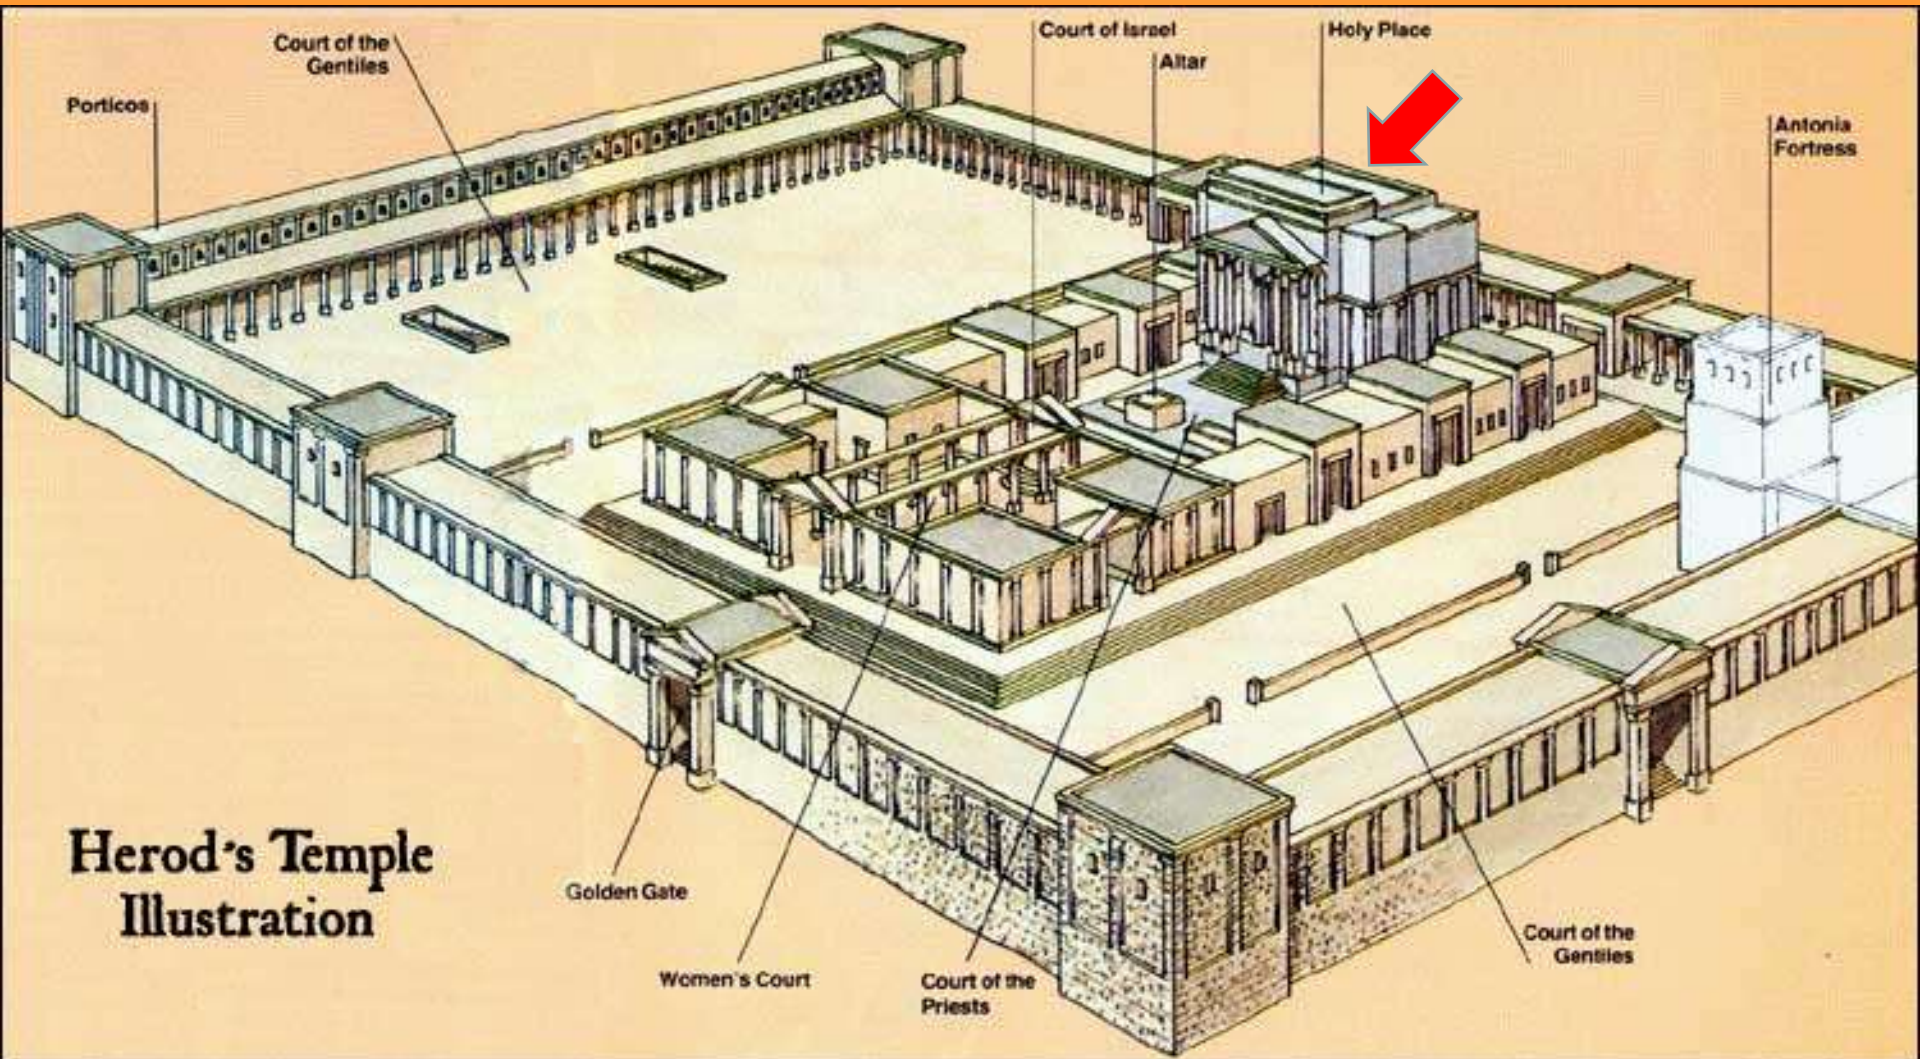 Court of the
Gentiles
Porticos
Court of Israel
Altar
Holy Place
Antonia
Fortress
Herod's Temple
Illustration
Golden Gate
Women's Court
Court of the
Priests
Court of the
Gentiles